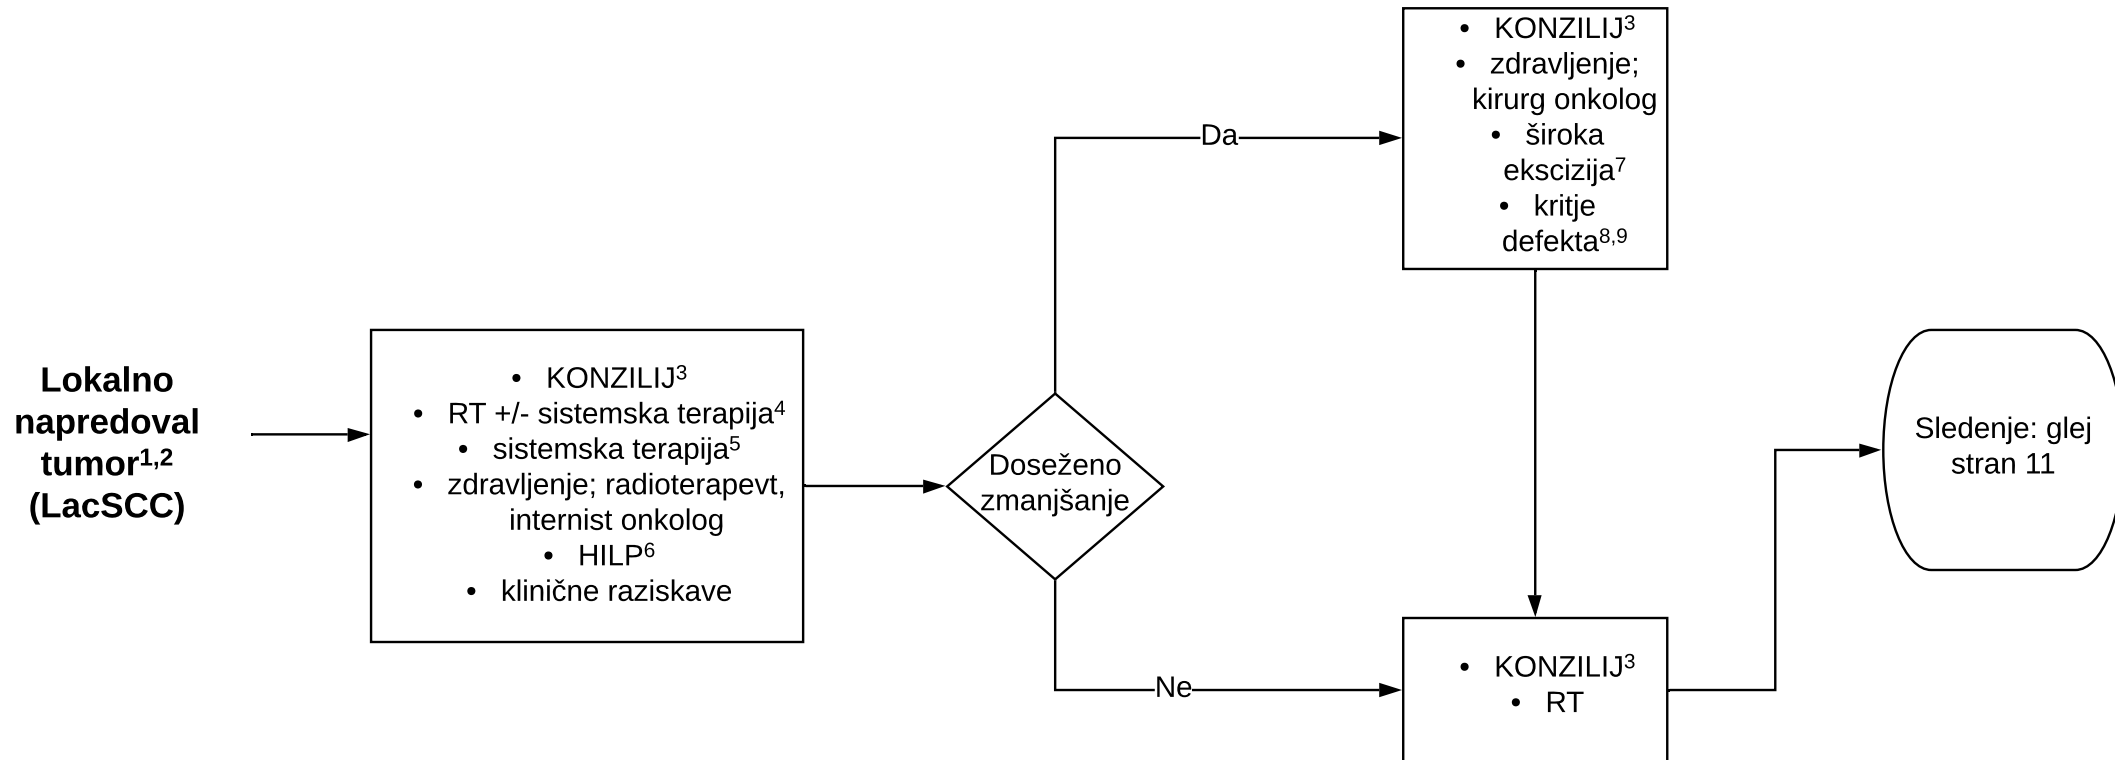 Lokalno
napredoval
tumor¹,²
(LacSCC)
• KONZILIJ³
• RT +/- sistemska terapija⁴
• sistemska terapija⁵
• zdravljenje; radioterapevt,
internist onkolog
• HILP⁶
• klinične raziskave
Doseženo
zmanjšanje
Da
• KONZILIJ³
• zdravljenje;
kirurg onkolog
• široka
ekscizija⁷
• kritje
defekta⁸,⁹
Ne
• KONZILIJ³
• RT
Sledenje: glej
stran 11